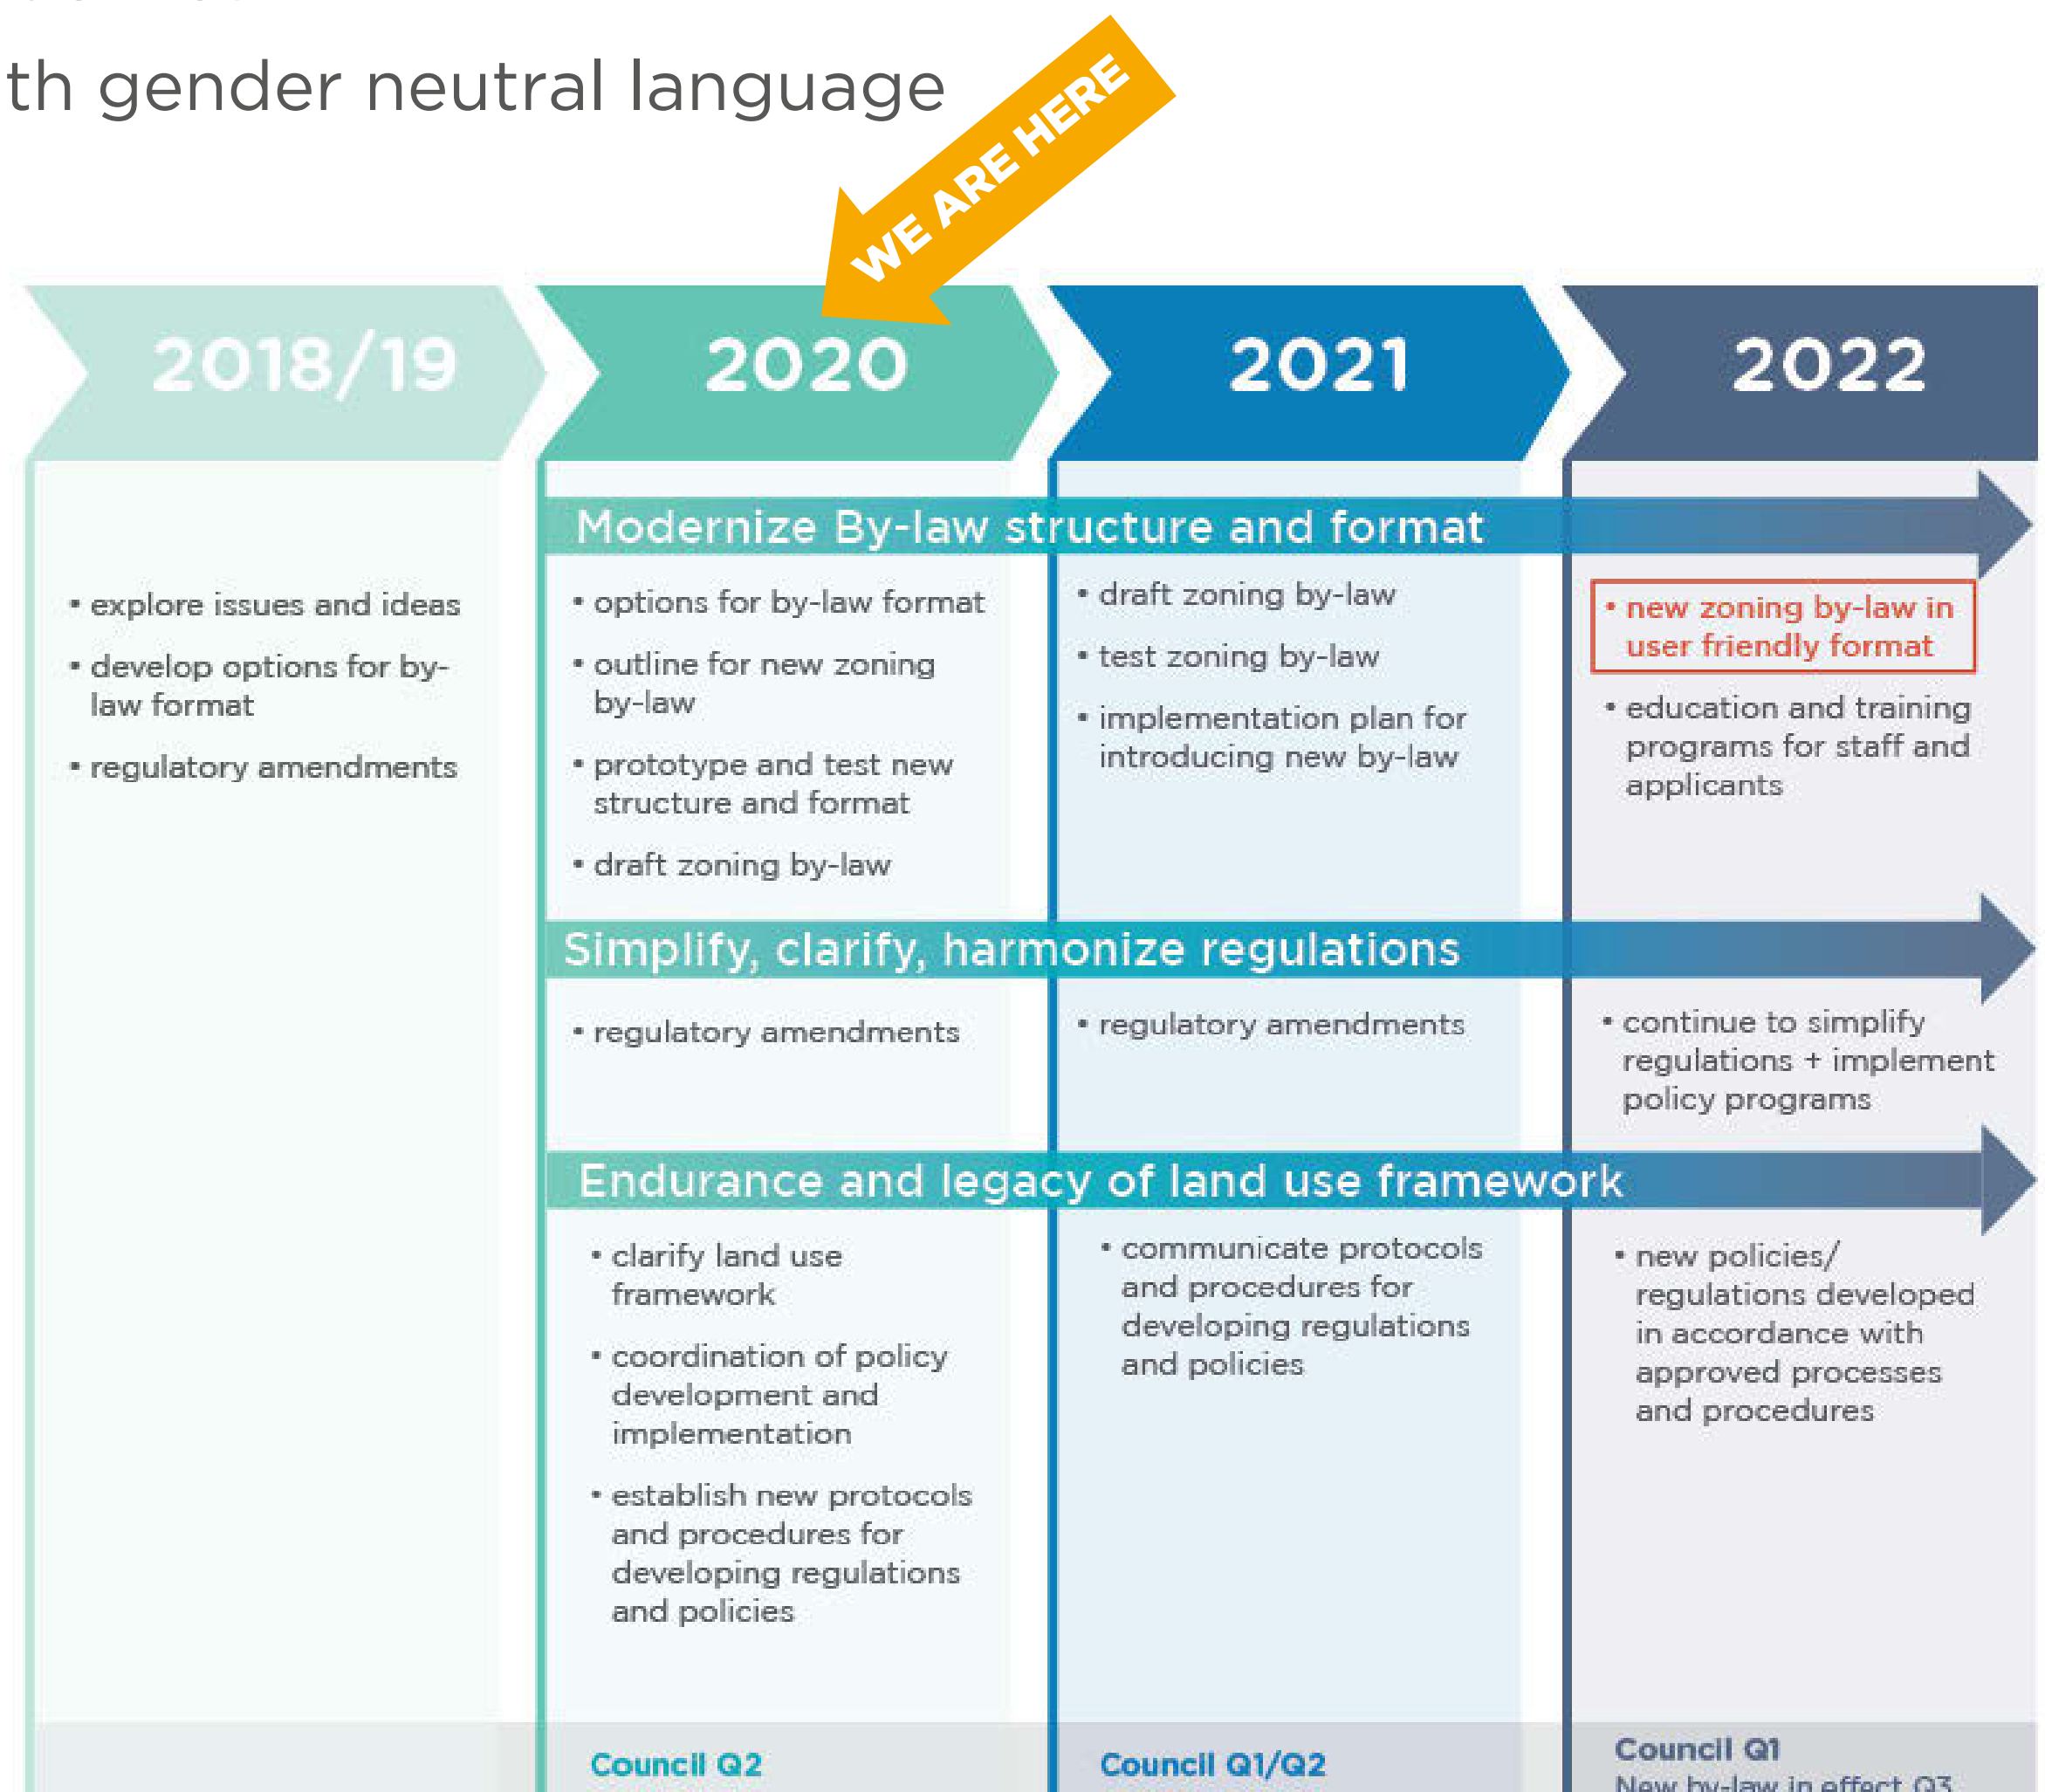 th gender neutral language
WE ARE HERE
2018/19
2020
2021
2022
Modernize By-law structure and format
• explore issues and ideas
• develop options for by-
law format
• regulatory amendments
• options for by-law format
• outline for new zoning
by-law
• prototype and test new
structure and format
• draft zoning by-law
• draft zoning by-law
• test zoning by-law
• implementation plan for
introducing new by-law
• new zoning by-law in
user friendly format
• education and training
programs for staff and
applicants
Simplify, clarify, harmonize regulations
• regulatory amendments
• regulatory amendments
• continue to simplify
regulations + implement
policy programs
Endurance and legacy of land use framework
• clarify land use
framework
• coordination of policy
development and
implementation
• establish new protocols
and procedures for
developing regulations
and policies
• communicate protocols
and procedures for
developing regulations
and policies
• new policies/
regulations developed
in accordance with
approved processes
and procedures
Council Q2
Council Q1/Q2
Council Q1
New by-law in effect Q3